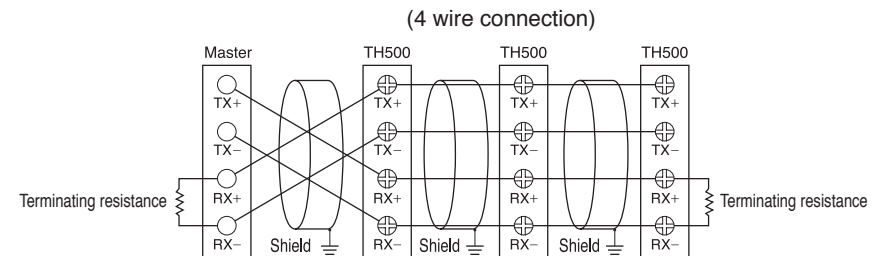 (4 wire connection)
Master TH500 TH500 TH500
TX+ TX+ TX+ TX+
TX− TX− TX− TX−
Terminating resistance RX+ RX+ RX+ RX+ Terminating resistance
RX− Shield RX− Shield RX− Shield RX−